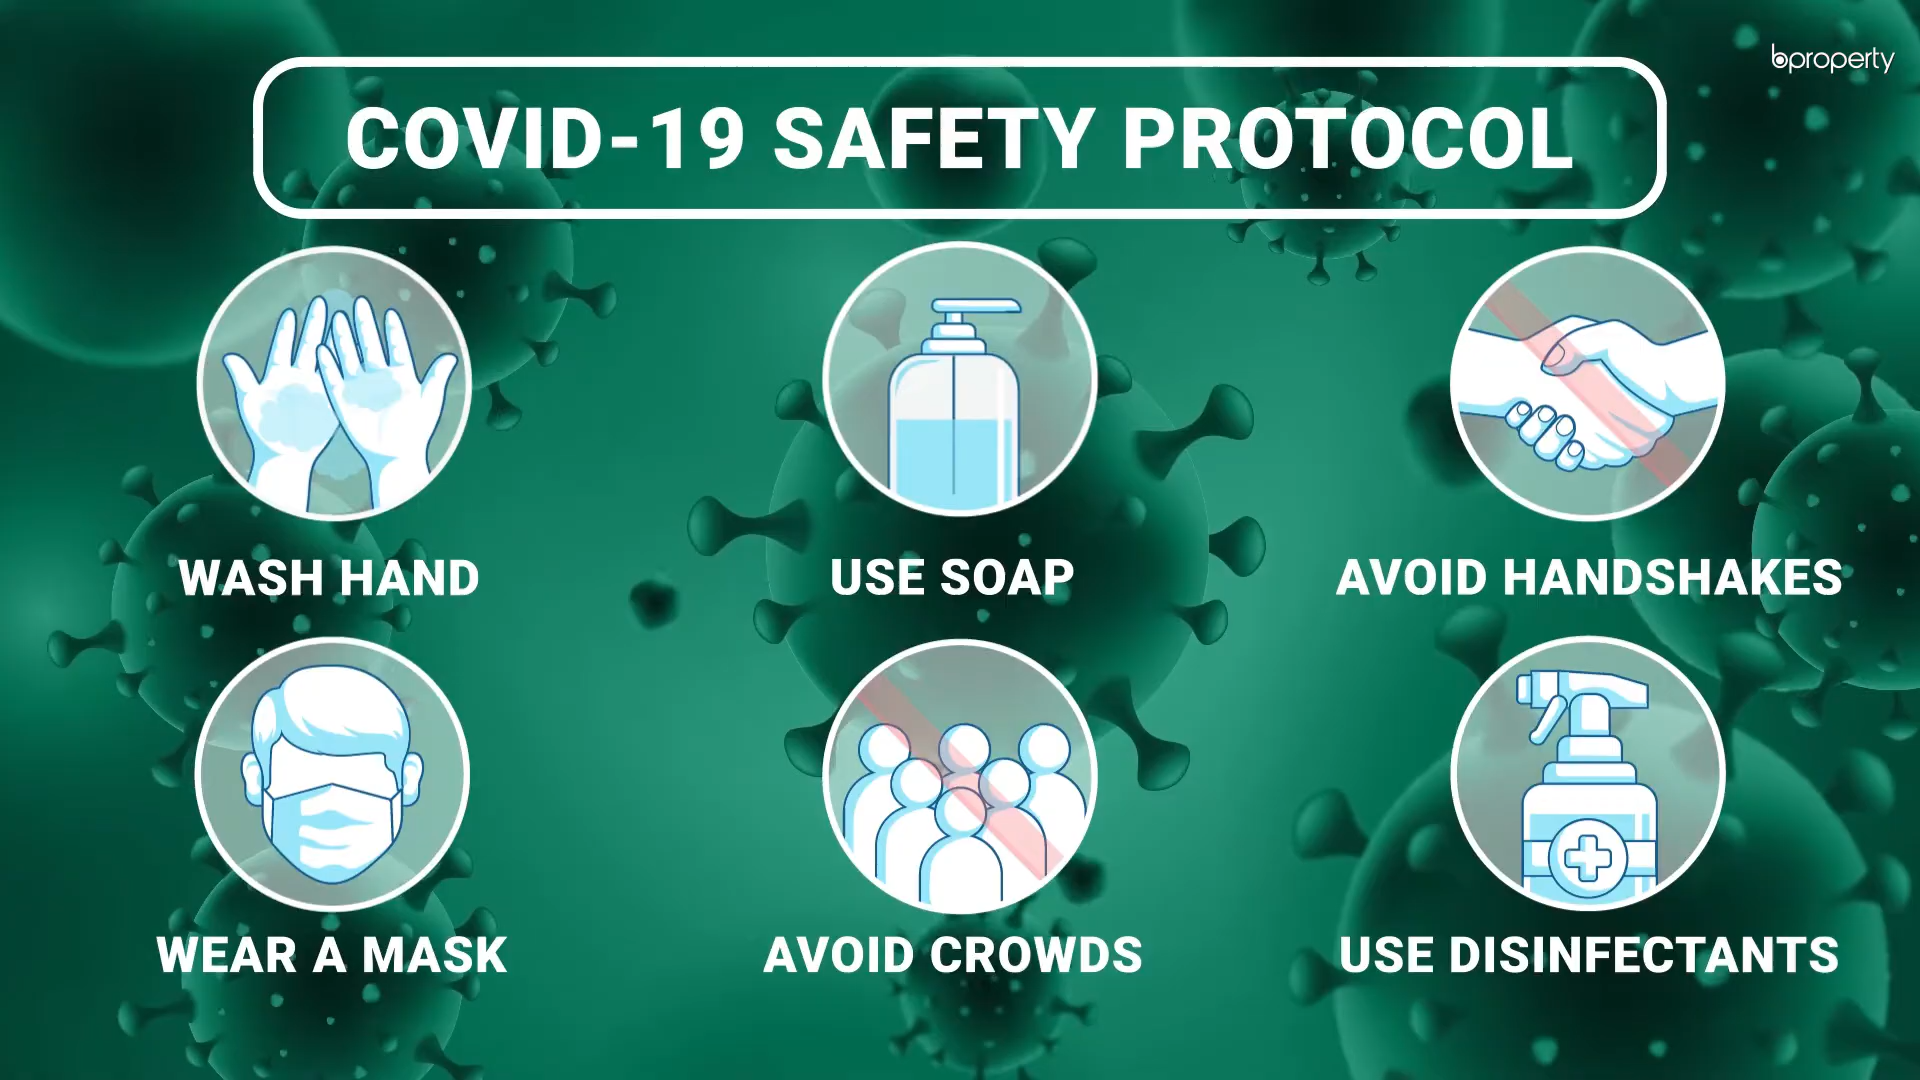 bproperty
COVID-19 SAFETY PROTOCOL
WASH HAND
USE SOAP
AVOID HANDSHAKES
WEAR A MASK
AVOID CROWDS
USE DISINFECTANTS